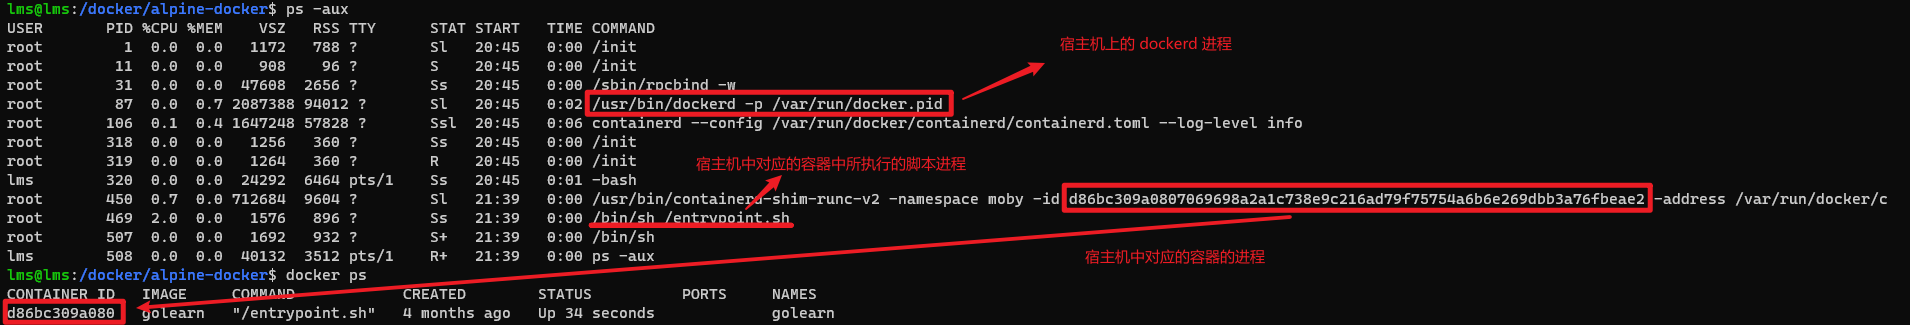 lms@lms:/docker/alpine-docker$ ps -aux
USER PID %CPU %MEM VSZ RSS TTY STAT START TIME COMMAND
root 1 0.0 0.0 1172 788 ? Sl 20:45 0:00 /init
宿主机上的 dockerd 进程
root 11 0.0 0.0 908 96 ? S 20:45 0:00 /init
root 31 0.0 0.0 47608 2656 ? Ss 20:45 0:00 /sbin/rpcbind -w
root 87 0.0 0.7 2087388 94012 ? Sl 20:45 0:02 /usr/bin/dockerd -p /var/run/docker.pid
root 106 0.1 0.4 1647248 57828 ? Ssl 20:45 0:06 containerd --config /var/run/docker/containerd/containerd.toml --log-level info
root 318 0.0 0.0 1256 360 ? Ss 20:45 0:00 /init
root 319 0.0 0.0 1264 360 ? R 20:45 0:00 /init
宿主机中对应的容器中所执行的脚本进程
lms 320 0.0 0.0 24292 6464 pts/1 Ss 20:45 0:01 -bash
root 450 0.7 0.0 712684 9604 ? Sl 21:39 0:00 /usr/bin/containerd-shim-runc-v2 -namespace moby -id d86bc309a0807069698a2a1c738e9c216ad79f75754a6b6e269dbb3a76fbeae2 -address /var/run/docker/c
root 469 2.0 0.0 1576 896 ? Ss 21:39 0:00 /bin/sh /entrypoint.sh
root 507 0.0 0.0 1692 932 ? S+ 21:39 0:00 /bin/sh
lms 508 0.0 0.0 40132 3512 pts/1 R+ 21:39 0:00 ps -aux
宿主机中对应的容器的进程
lms@lms:/docker/alpine-docker$ docker ps
CONTAINER ID IMAGE COMMAND CREATED STATUS PORTS NAMES
d86bc309a080 golearn "/entrypoint.sh" 4 months ago Up 34 seconds golearn